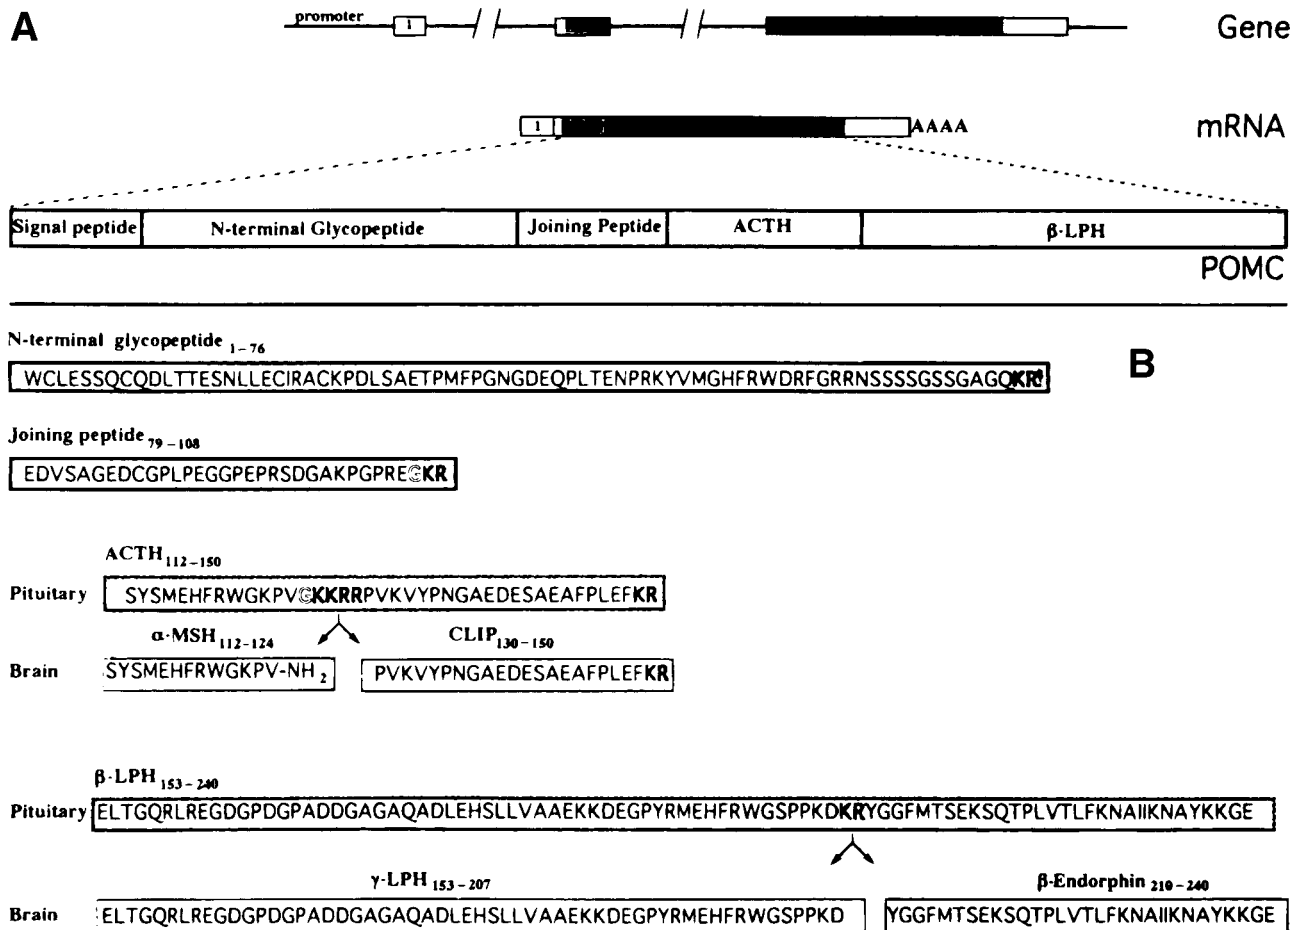 A promoter 1 Gene
1 AAAA mRNA
Signal peptide N-terminal Glycopeptide Joining Peptide ACTH β-LPH
POMC
N-terminal glycopeptide 1-76
B
WCLESSQCQDLTTESNLLECIRACKPDLSAETPMFPGNGDEQPLTENPRKYVMGHFRWDRFGRRNSSSSGSSGAGQKR
Joining peptide 79-108
EDVSAGEDCGPLPEGGPEPRSDGAKPGPREGKR
ACTH 112-150
Pituitary SYSMEHFRWGKPVGKKRRPVKVYPNGAEDESAEAFPLEFKR
α-MSH 112-124 CLIP 130-150
Brain SYSMEHFRWGKPV-NH2 PVKVYPNGAEDESAEAFPLEFKR
β-LPH 153-240
Pituitary ELTGQRLREGDGPDGPADDGAGAQADLEHSLLVAAEKKDEGPYRMEHFRWGSPPKDKRYGGFMTSEKSQTPLVTLFKNAIIKNAYKKGE
γ-LPH 153-207 β-Endorphin 210-240
Brain ELTGQRLREGDGPDGPADDGAGAQADLEHSLLVAAEKKDEGPYRMEHFRWGSPPKD YGGFMTSEKSQTPLVTLFKNAIIKNAYKKGE